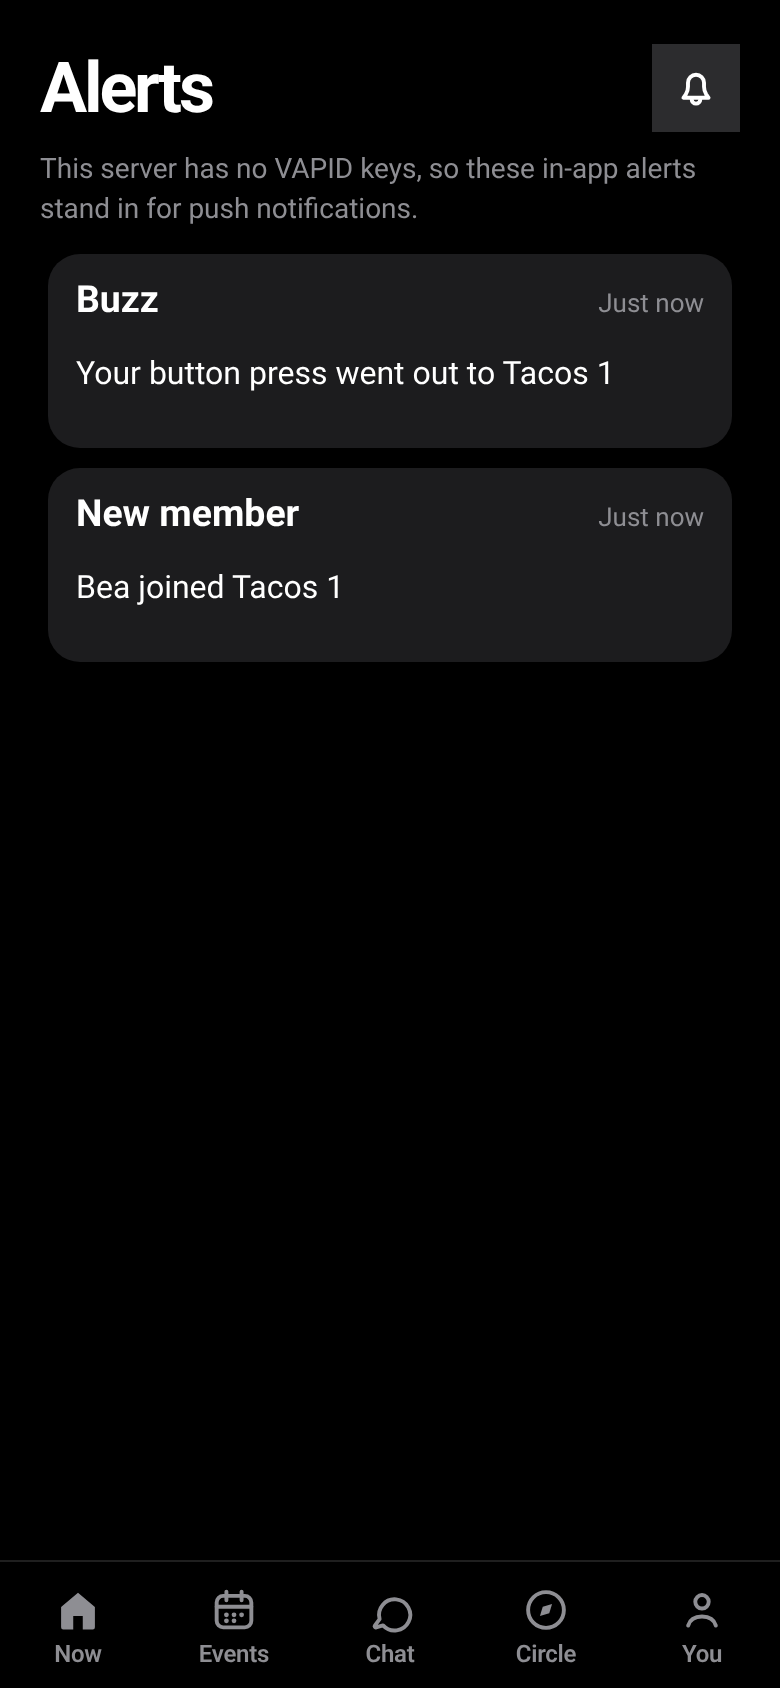 Alerts
This server has no VAPID keys, so these in-app alerts
stand in for push notifications.
Buzz
Just now
Your button press went out to Tacos 1
New member
Just now
Bea joined Tacos 1
Now
Events
Chat
Circle
You